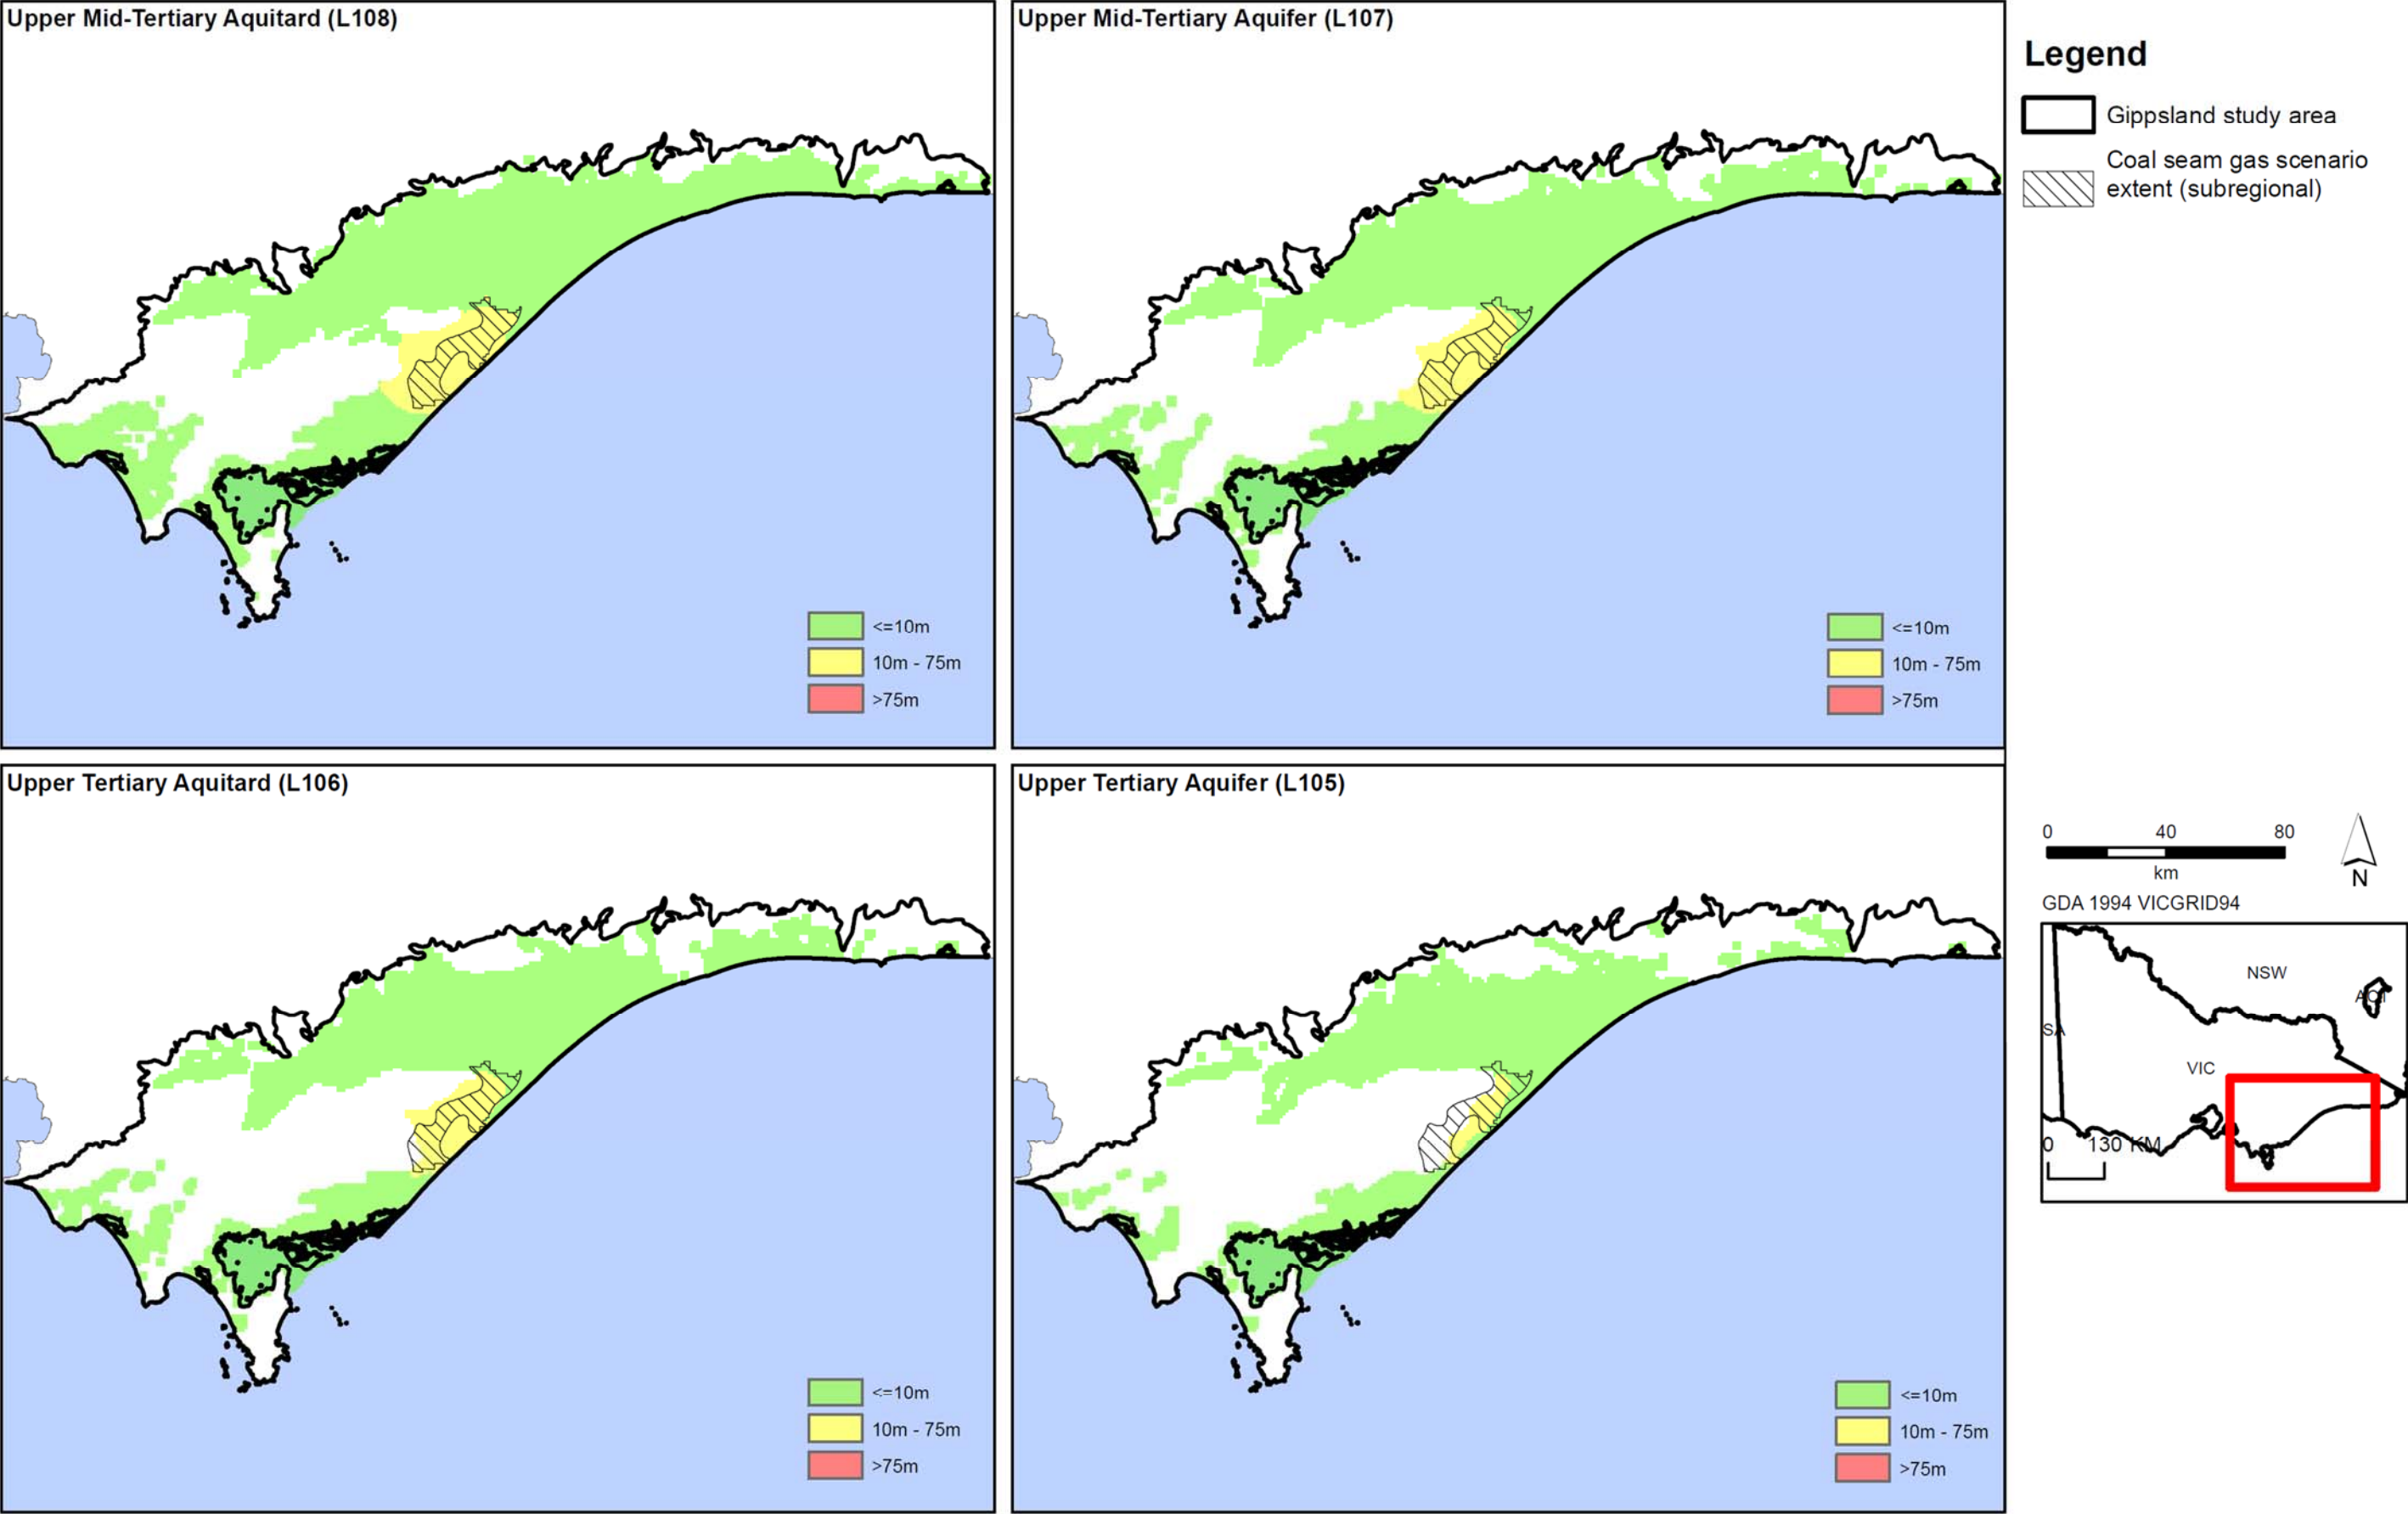 Upper Mid-Tertiary Aquitard (L108)
<=10m
10m - 75m
>75m
Upper Mid-Tertiary Aquifer (L107)
<=10m
10m - 75m
>75m
Legend
Gippsland study area
Coal seam gas scenario
extent (subregional)
Upper Tertiary Aquitard (L106)
<=10m
10m - 75m
>75m
Upper Tertiary Aquifer (L105)
<=10m
10m - 75m
>75m
0 40 80
km
N
GDA 1994 VICGRID94
NSW
ACT
SA
VIC
0 130 KM